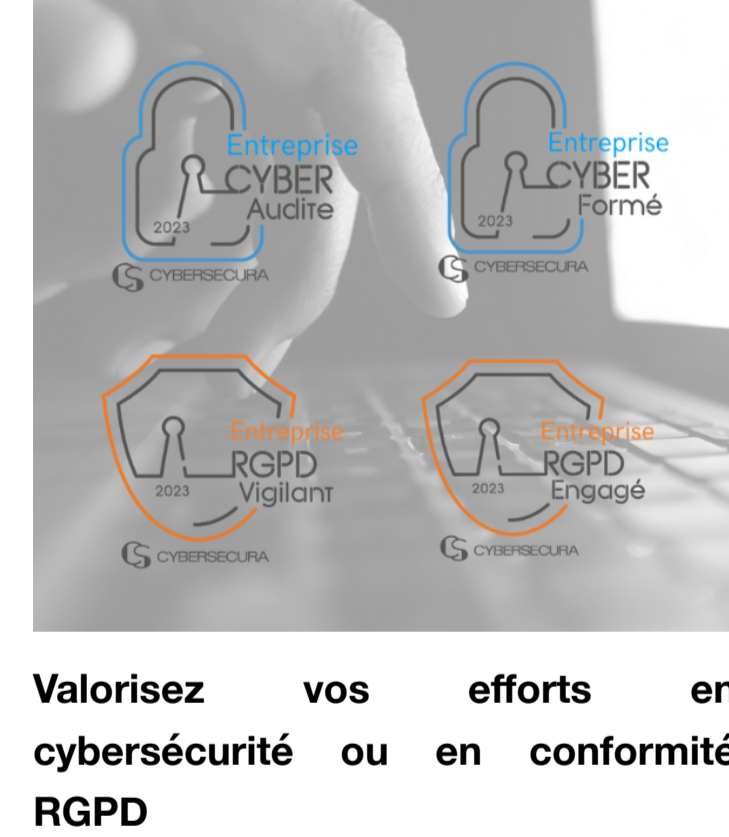 Entreprise
CYBER
Audite
2023
CYBERSECURA
Entreprise
CYBER
Formé
2023
CYBERSECURA
Entreprise
RGPD
Vigilant
2023
CYBERSECURA
Entreprise
RGPD
Engagé
2023
CYBERSECURA
Valorisez vos efforts en
cybersécurité ou en conformité
RGPD